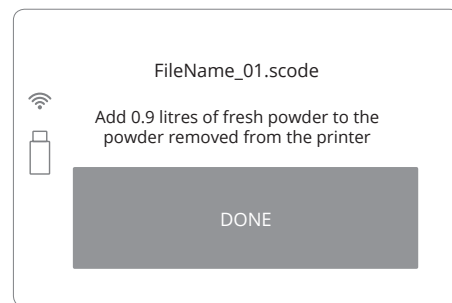 FileName_01.scode
Add 0.9 litres of fresh powder to the
powder removed from the printer
DONE